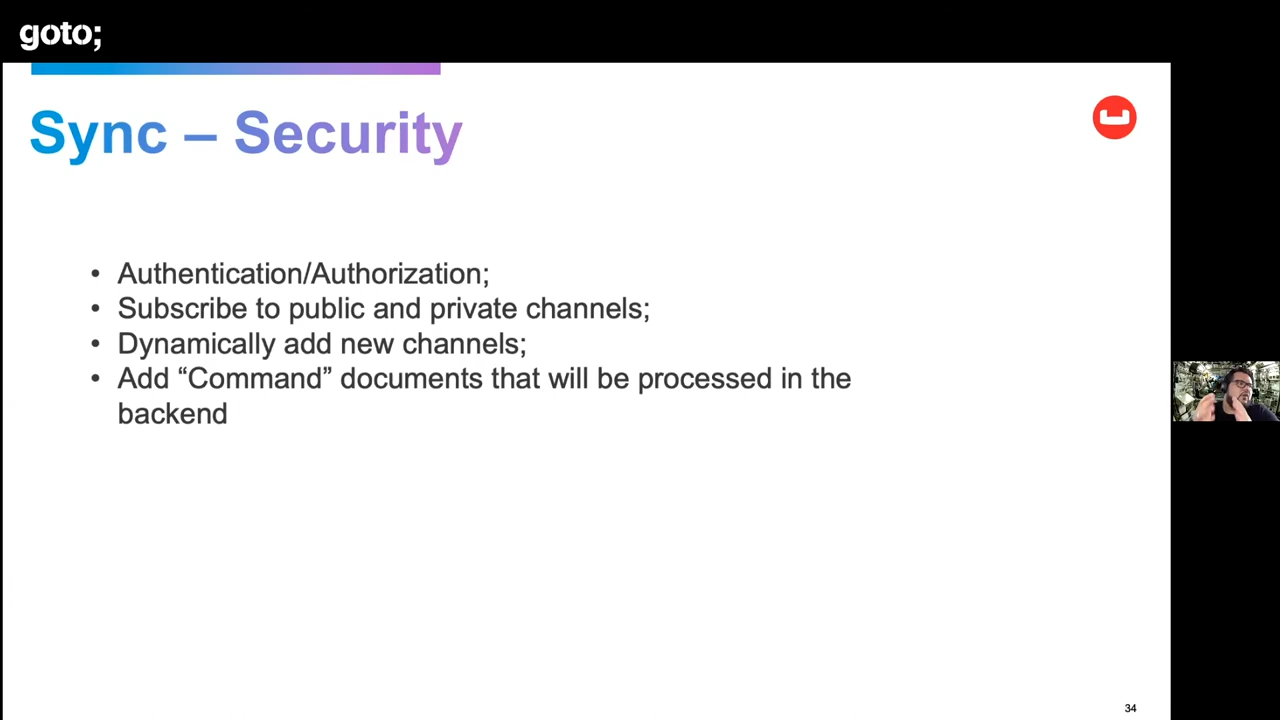 goto;
Sync – Security
• Authentication/Authorization;
• Subscribe to public and private channels;
• Dynamically add new channels;
• Add “Command” documents that will be processed in the
backend
34